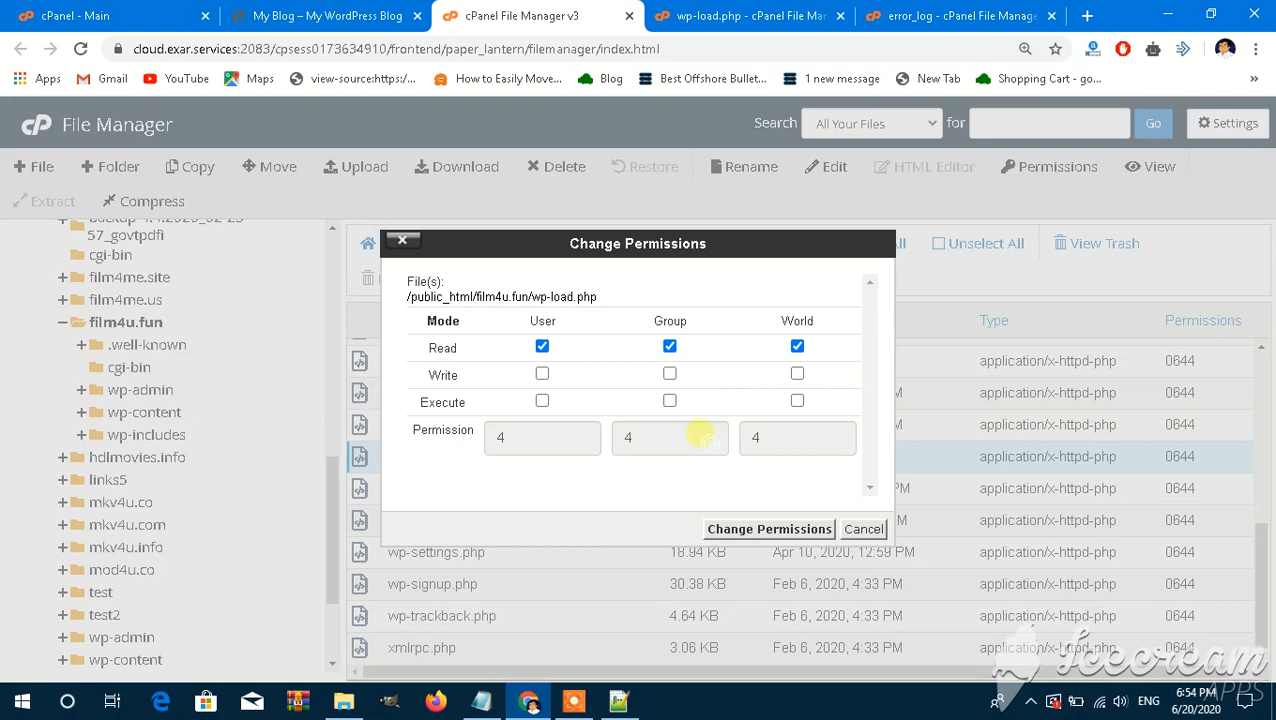 cPanel - Main
My Blog – My WordPress Blog
cPanel File Manager v3
wp-load.php - cPanel File Ma
error_log - cPanel File Manage
cloud.exar.services:2083/cpsess0173634910/frontend/paper_lantern/filemanager/index.html
Apps
Gmail
YouTube
Maps
view-source:https:/...
How to Easily Move...
Blog
Best Offshore Bullet...
1 new message
New Tab
Shopping Cart - go...
cP File Manager
Search
All Your Files
for
Go
Settings
File
Folder
Copy
Move
Upload
Download
Delete
Restore
Rename
Edit
HTML Editor
Permissions
View
Extract
Compress
57_govtpdfi
cgi-bin
film4me.site
film4me.us
film4u.fun
.well-known
cgi-bin
wp-admin
wp-content
wp-includes
hdlmovies.info
links5
mkv4u.co
mkv4u.com
mkv4u.info
mod4u.co
test
test2
wp-admin
wp-content
Unselect All
View Trash
Type
Permissions
application/x-httpd-php 0644
application/x-httpd-php 0644
application/x-httpd-php 0644
application/x-httpd-php 0644
PM application/x-httpd-php 0644
PM application/x-httpd-php 0644
wp-settings.php 18.94 KB Apr 10, 2020, 12:59 PM application/x-httpd-php 0644
wp-signup.php 30.38 KB Feb 6, 2020, 4:33 PM application/x-httpd-php 0644
wp-trackback.php 4.64 KB Feb 6, 2020, 4:33 PM application/x-httpd-php 0644
xmlrpc.php 3.06 KB Feb 6, 2020, 4:33 PM application/x-httpd-php 0644
Change Permissions
File(s):
/public_html/film4u.fun/wp-load.php
Mode User Group World
Read
Write
Execute
Permission 4 4 4
Change Permissions
Cancel
Icecream
APPS
ENG
6:54 PM
6/20/2020